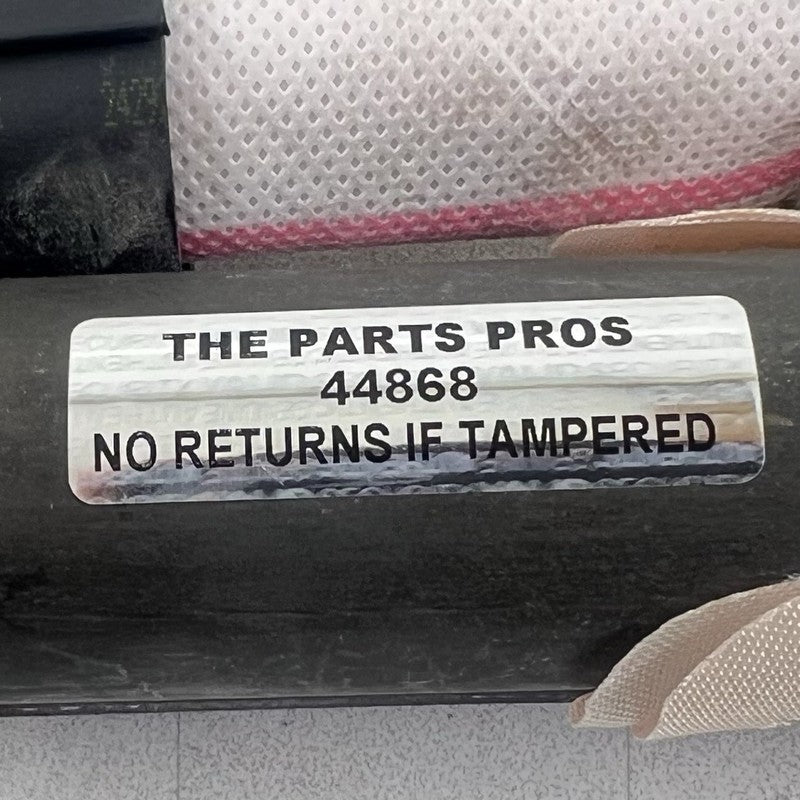 THE PARTS PROS
44868
NO RETURNS IF TAMPERED